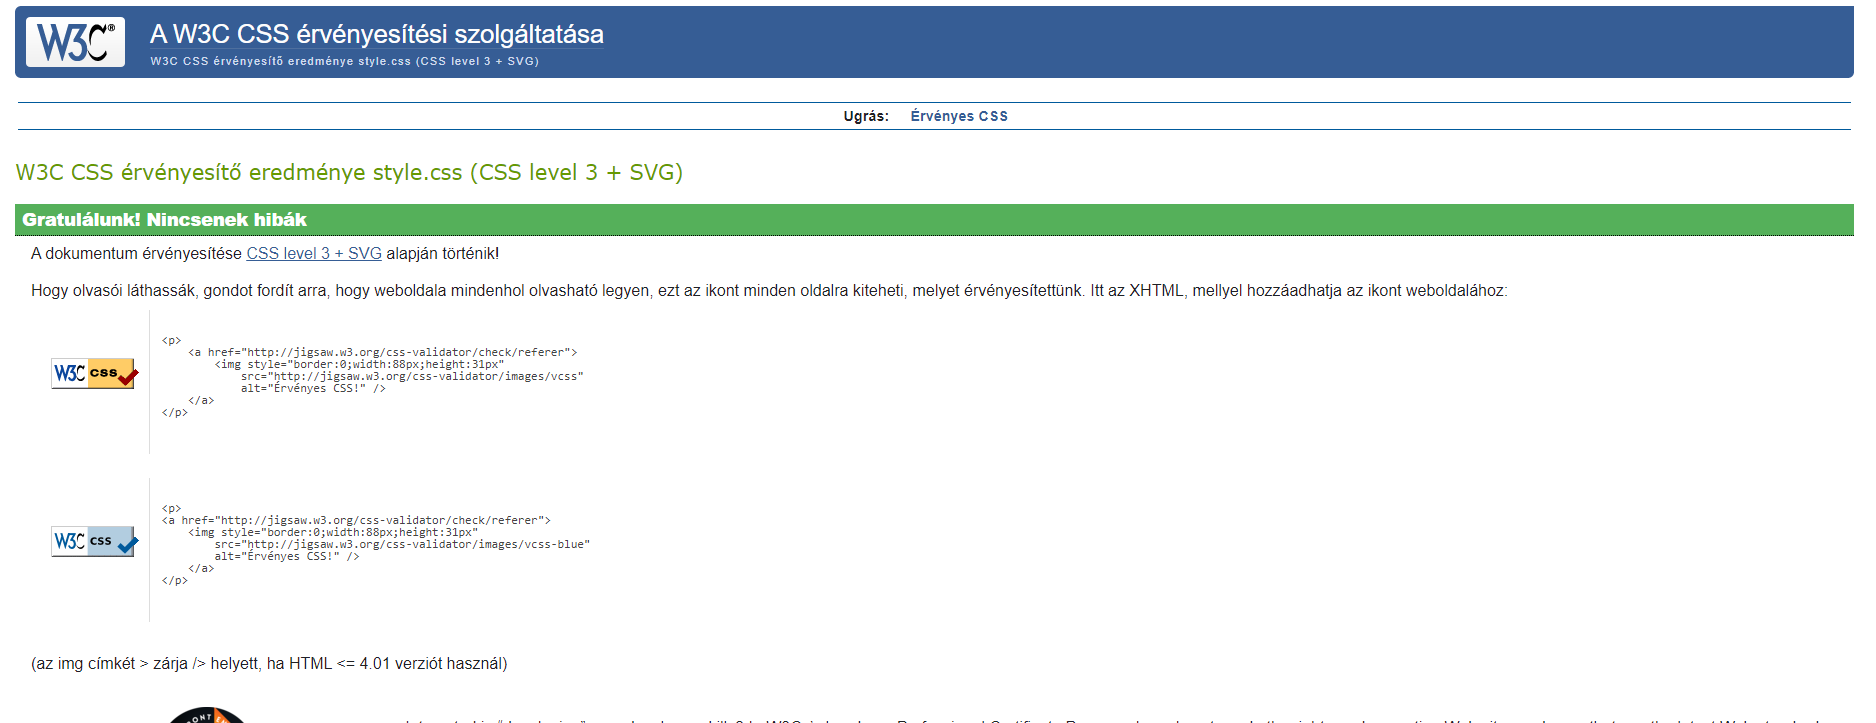 W3C®
A W3C CSS érvényesítési szolgáltatása
W3C CSS érvényesítő eredménye style.css (CSS level 3 + SVG)
Ugrás: Érvényes CSS
W3C CSS érvényesítő eredménye style.css (CSS level 3 + SVG)
Gratulálunk! Nincsenek hibák
A dokumentum érvényesítése CSS level 3 + SVG alapján történik!
Hogy olvasói láthassák, gondot fordít arra, hogy weboldala mindenhol olvasható legyen, ezt az ikont minden oldalra kiteheti, melyet érvényesítettünk. Itt az XHTML, mellyel hozzáadhatja az ikont weboldalához:
W3C css
<p>
<a href="http://jigsaw.w3.org/css-validator/check/referer">
<img style="border:0;width:88px;height:31px"
src="http://jigsaw.w3.org/css-validator/images/vcss"
alt="Érvényes CSS!" />
</a>
</p>
W3C css
<p>
<a href="http://jigsaw.w3.org/css-validator/check/referer">
<img style="border:0;width:88px;height:31px"
src="http://jigsaw.w3.org/css-validator/images/vcss-blue"
alt="Érvényes CSS!" />
</a>
</p>
(az img címkét > zárja /> helyett, ha HTML <= 4.01 verziót használ)